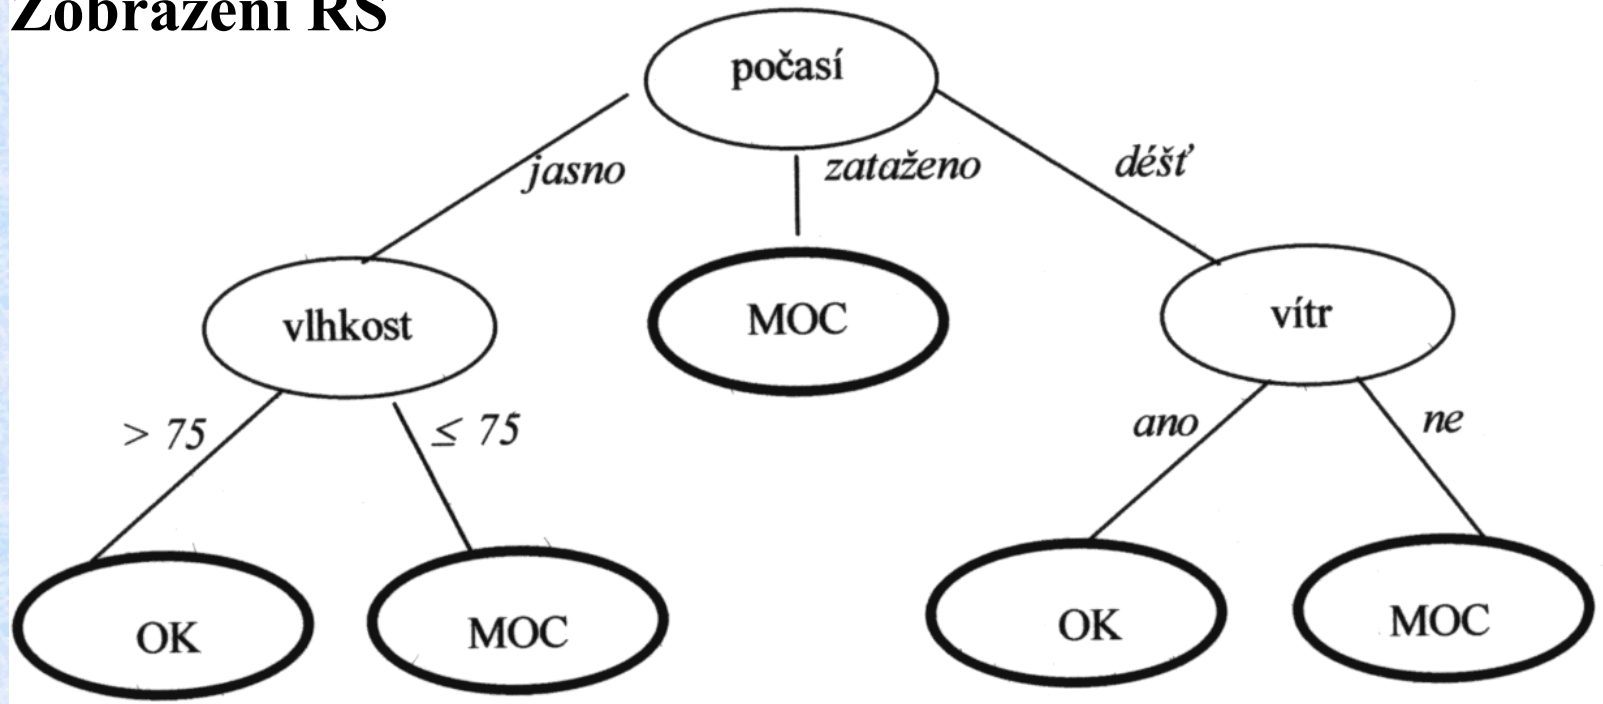 Zobrazení RS
počasí
jasno
zataženo
déšť
vlhkost
MOC
vítr
> 75
≤ 75
ano
ne
OK
MOC
OK
MOC